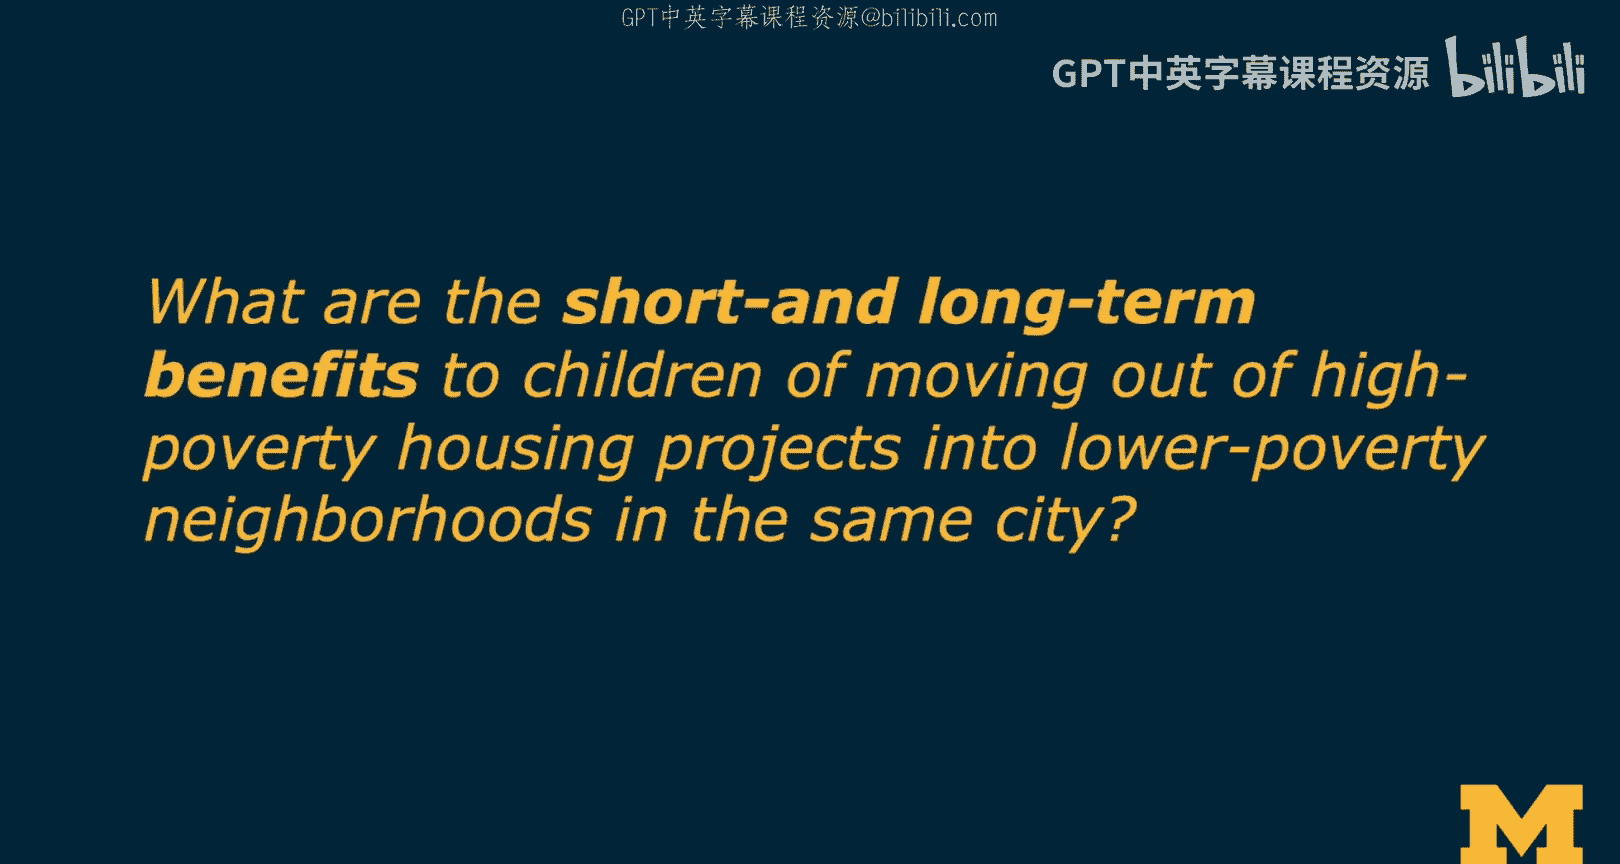 GPT中英字幕课程资源@bilibili.com
GPT中英字幕课程资源 bilibili
What are the short-and long-term
benefits to children of moving out of high-
poverty housing projects into lower-poverty
neighborhoods in the same city?
M